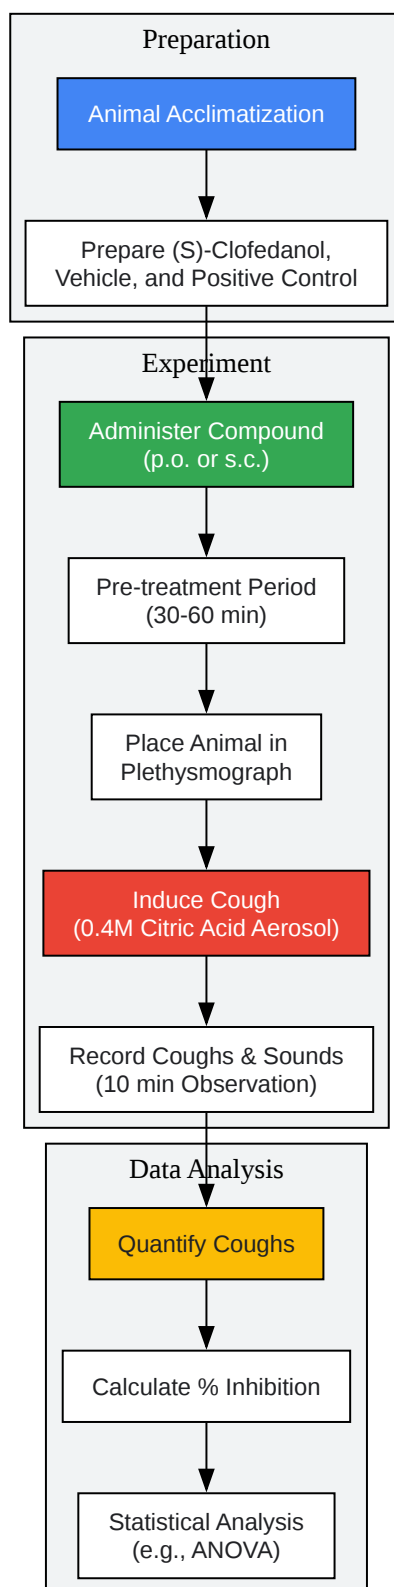 Preparation
Animal Acclimatization
Prepare (S)-Clofedanol,
Vehicle, and Positive Control
Experiment
Administer Compound
(p.o. or s.c.)
Pre-treatment Period
(30-60 min)
Place Animal in
Plethysmograph
Induce Cough
(0.4M Citric Acid Aerosol)
Record Coughs & Sounds
(10 min Observation)
Data Analysis
Quantify Coughs
Calculate % Inhibition
Statistical Analysis
(e.g., ANOVA)